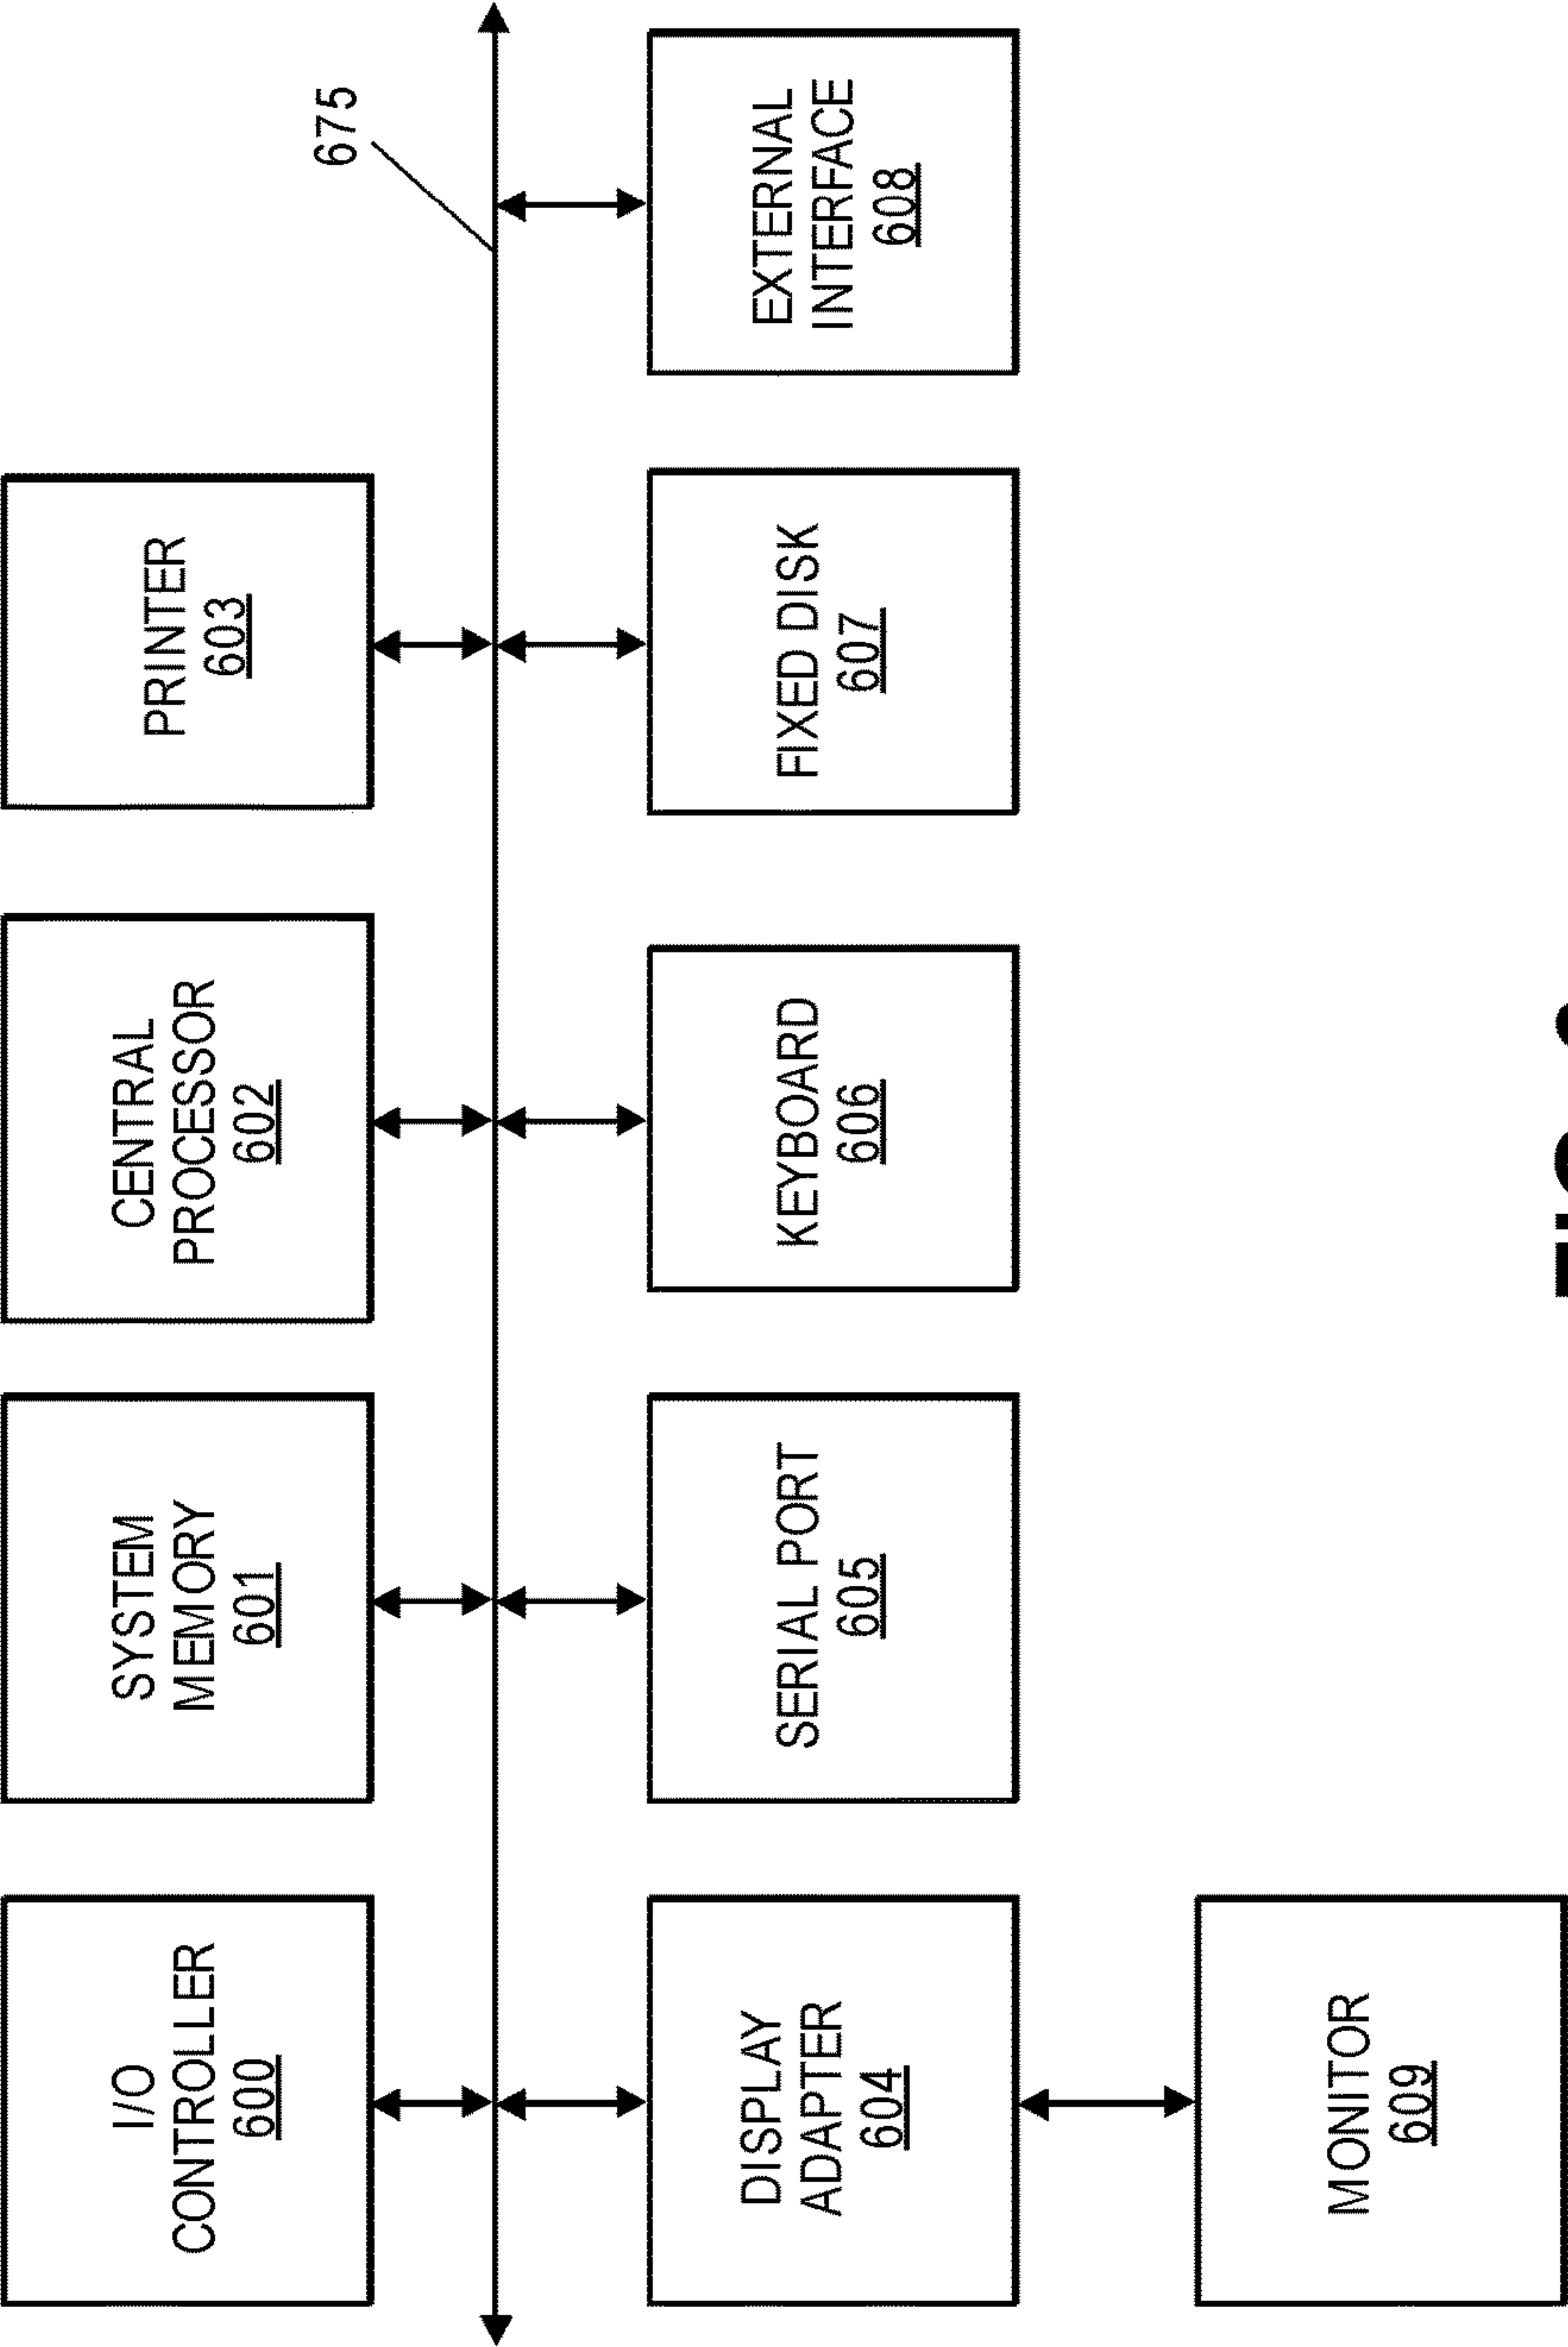 I/O
CONTROLLER
600
SYSTEM
MEMORY
601
CENTRAL
PROCESSOR
602
PRINTER
603
675
DISPLAY
ADAPTER
604
SERIAL PORT
605
KEYBOARD
606
FIXED DISK
607
EXTERNAL
INTERFACE
608
MONITOR
609